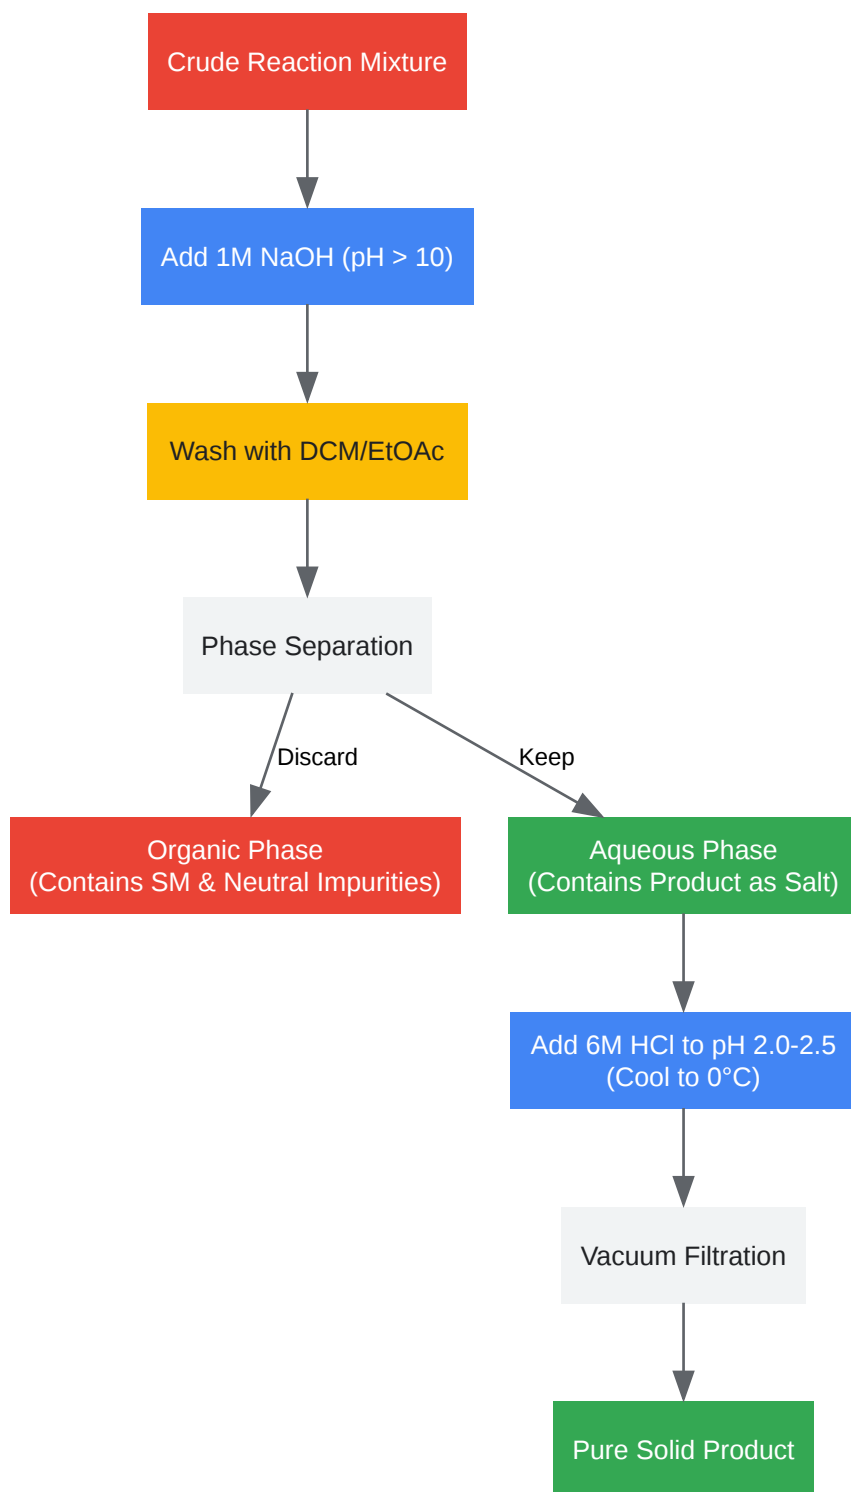 Crude Reaction Mixture
Add 1M NaOH (pH > 10)
Wash with DCM/EtOAc
Phase Separation
Discard
Keep
Organic Phase
(Contains SM & Neutral Impurities)
Aqueous Phase
(Contains Product as Salt)
Add 6M HCl to pH 2.0-2.5
(Cool to 0°C)
Vacuum Filtration
Pure Solid Product